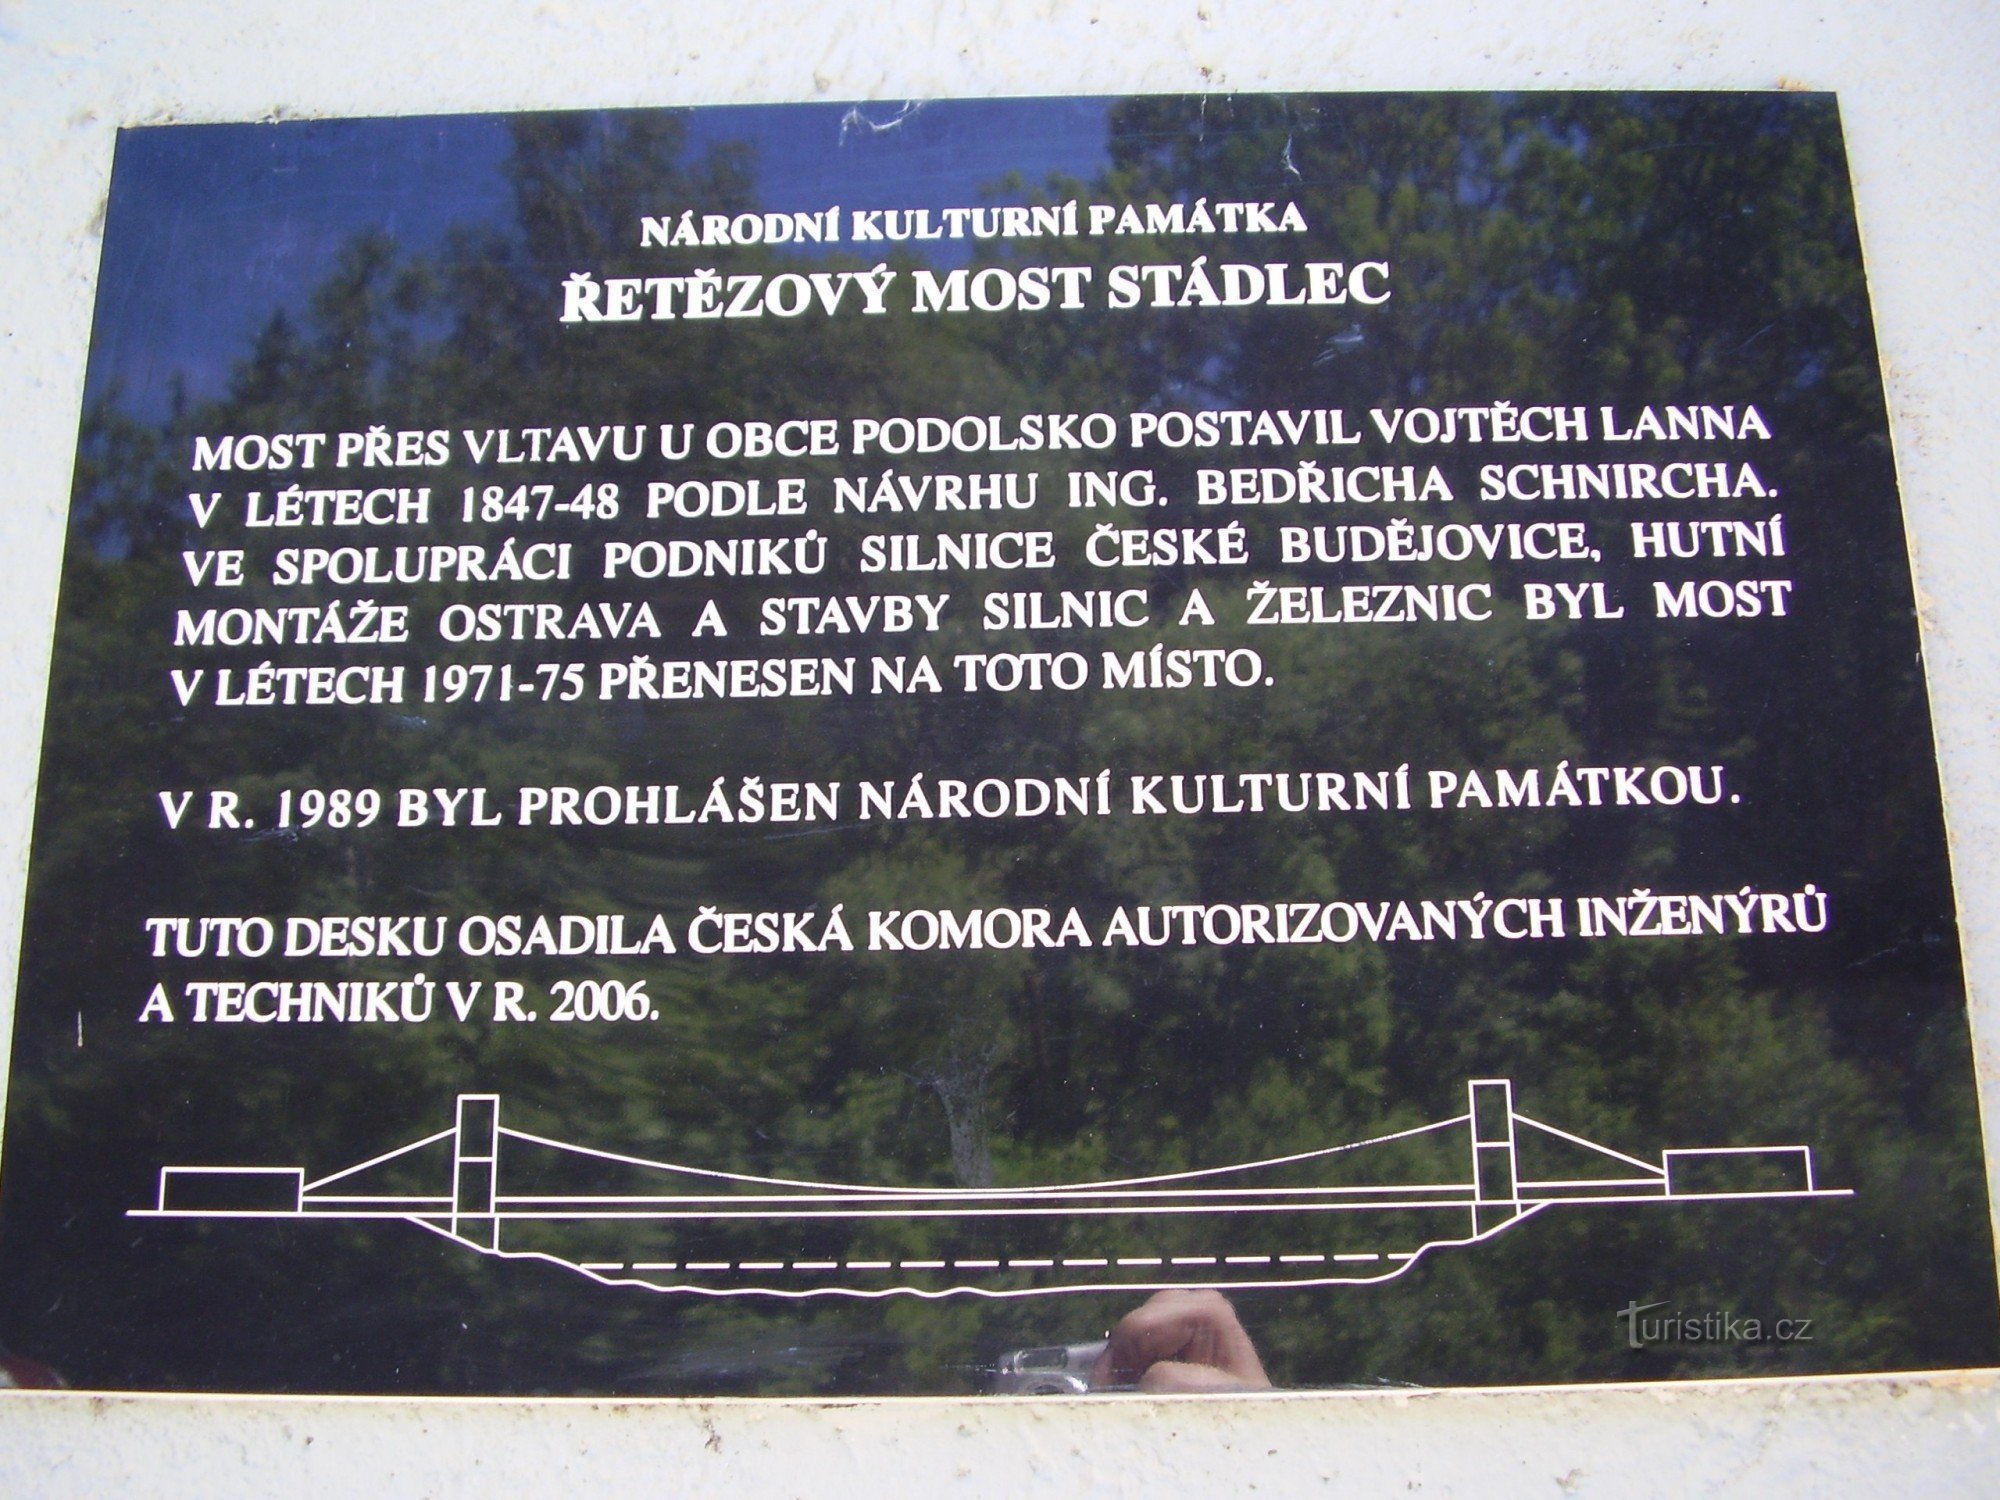 NÁRODNÍ KULTURNÍ PAMÁTKA
ŘETĚZOVÝ MOST STÁDLEC
MOST PŘES VLTAVU U OBCE PODOLSKO POSTAVIL VOJTĚCH LANNA
V LÉTECH 1847-48 PODLE NÁVRHU ING. BEDŘICHA SCHNIRCHA.
VE SPOLUPRÁCI PODNIKŮ SILNICE ČESKÉ BUDĚJOVICE, HUTNÍ
MONTÁŽE OSTRAVA A STAVBY SILNIC A ŽELEZNIC BYL MOST
V LÉTECH 1971-75 PŘENESEN NA TOTO MÍSTO.
V R. 1989 BYL PROHLÁŠEN NÁRODNÍ KULTURNÍ PAMÁTKOU.
TUTO DESKU OSADILA ČESKÁ KOMORA AUTORIZOVANÝCH INŽENÝRŮ
A TECHNIKŮ V R. 2006.
Turistika.cz